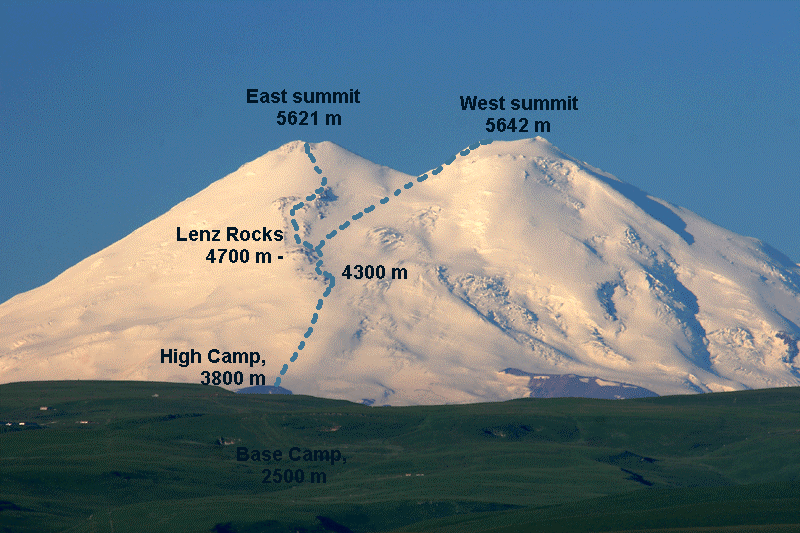 East summit
5621 m
West summit
5642 m
Lenz Rocks
4700 m -
4300 m
High Camp,
3800 m
Base Camp,
2500 m